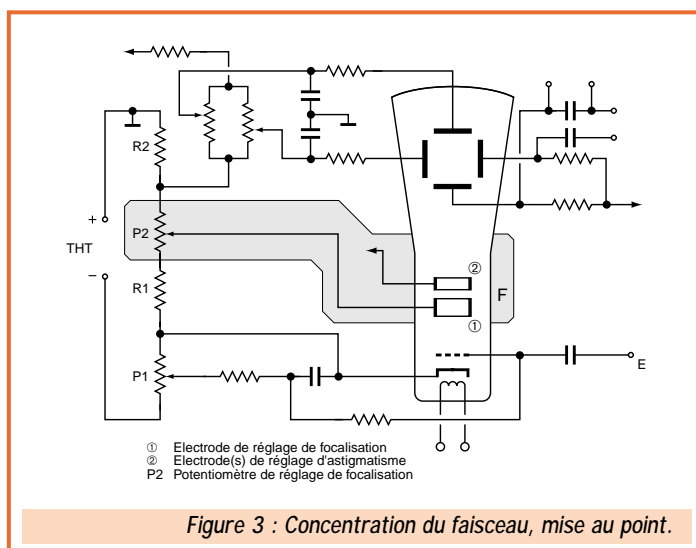 R2
+
THT
P2
−
R1
P1
②
F
①
E
① Electrode de réglage de focalisation
② Electrode(s) de réglage d'astigmatisme
P2 Potentiomètre de réglage de focalisation
Figure 3 : Concentration du faisceau, mise au point.